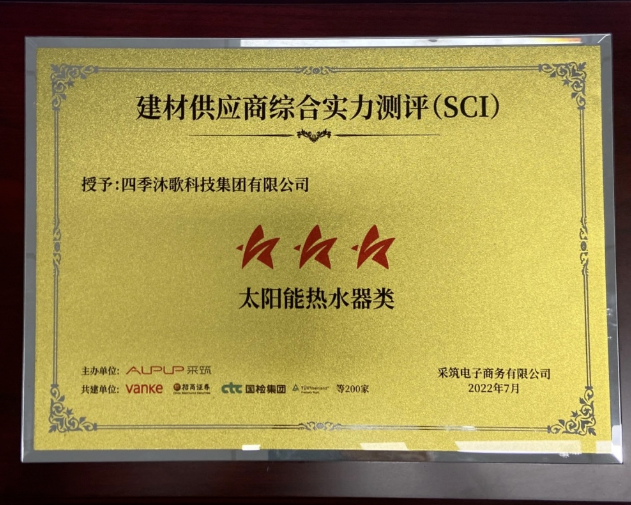 建材供应商综合实力测评(SCI)
授予:四季沐歌科技集团有限公司
太阳能热水器类
主办单位: AUPUP 采筑
共建单位: vanke 招商证券 ctc 国检集团 TÜVRheinland 等200家
采筑电子商务有限公司
2022年7月